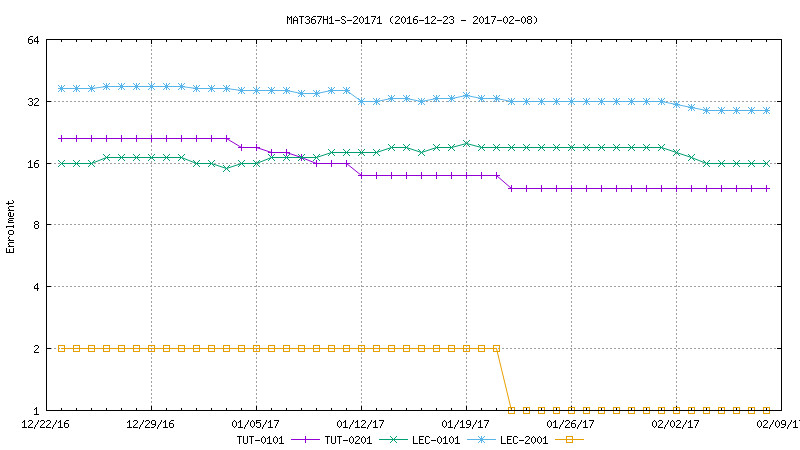 MAT367H1-S-20171 (2016-12-23 - 2017-02-08)
64
32
16
8
4
2
1
Enrolment
12/22/16 12/29/16 01/05/17 01/12/17 01/19/17 01/26/17 02/02/17 02/09/17
TUT-0101 TUT-0201 LEC-0101 LEC-2001